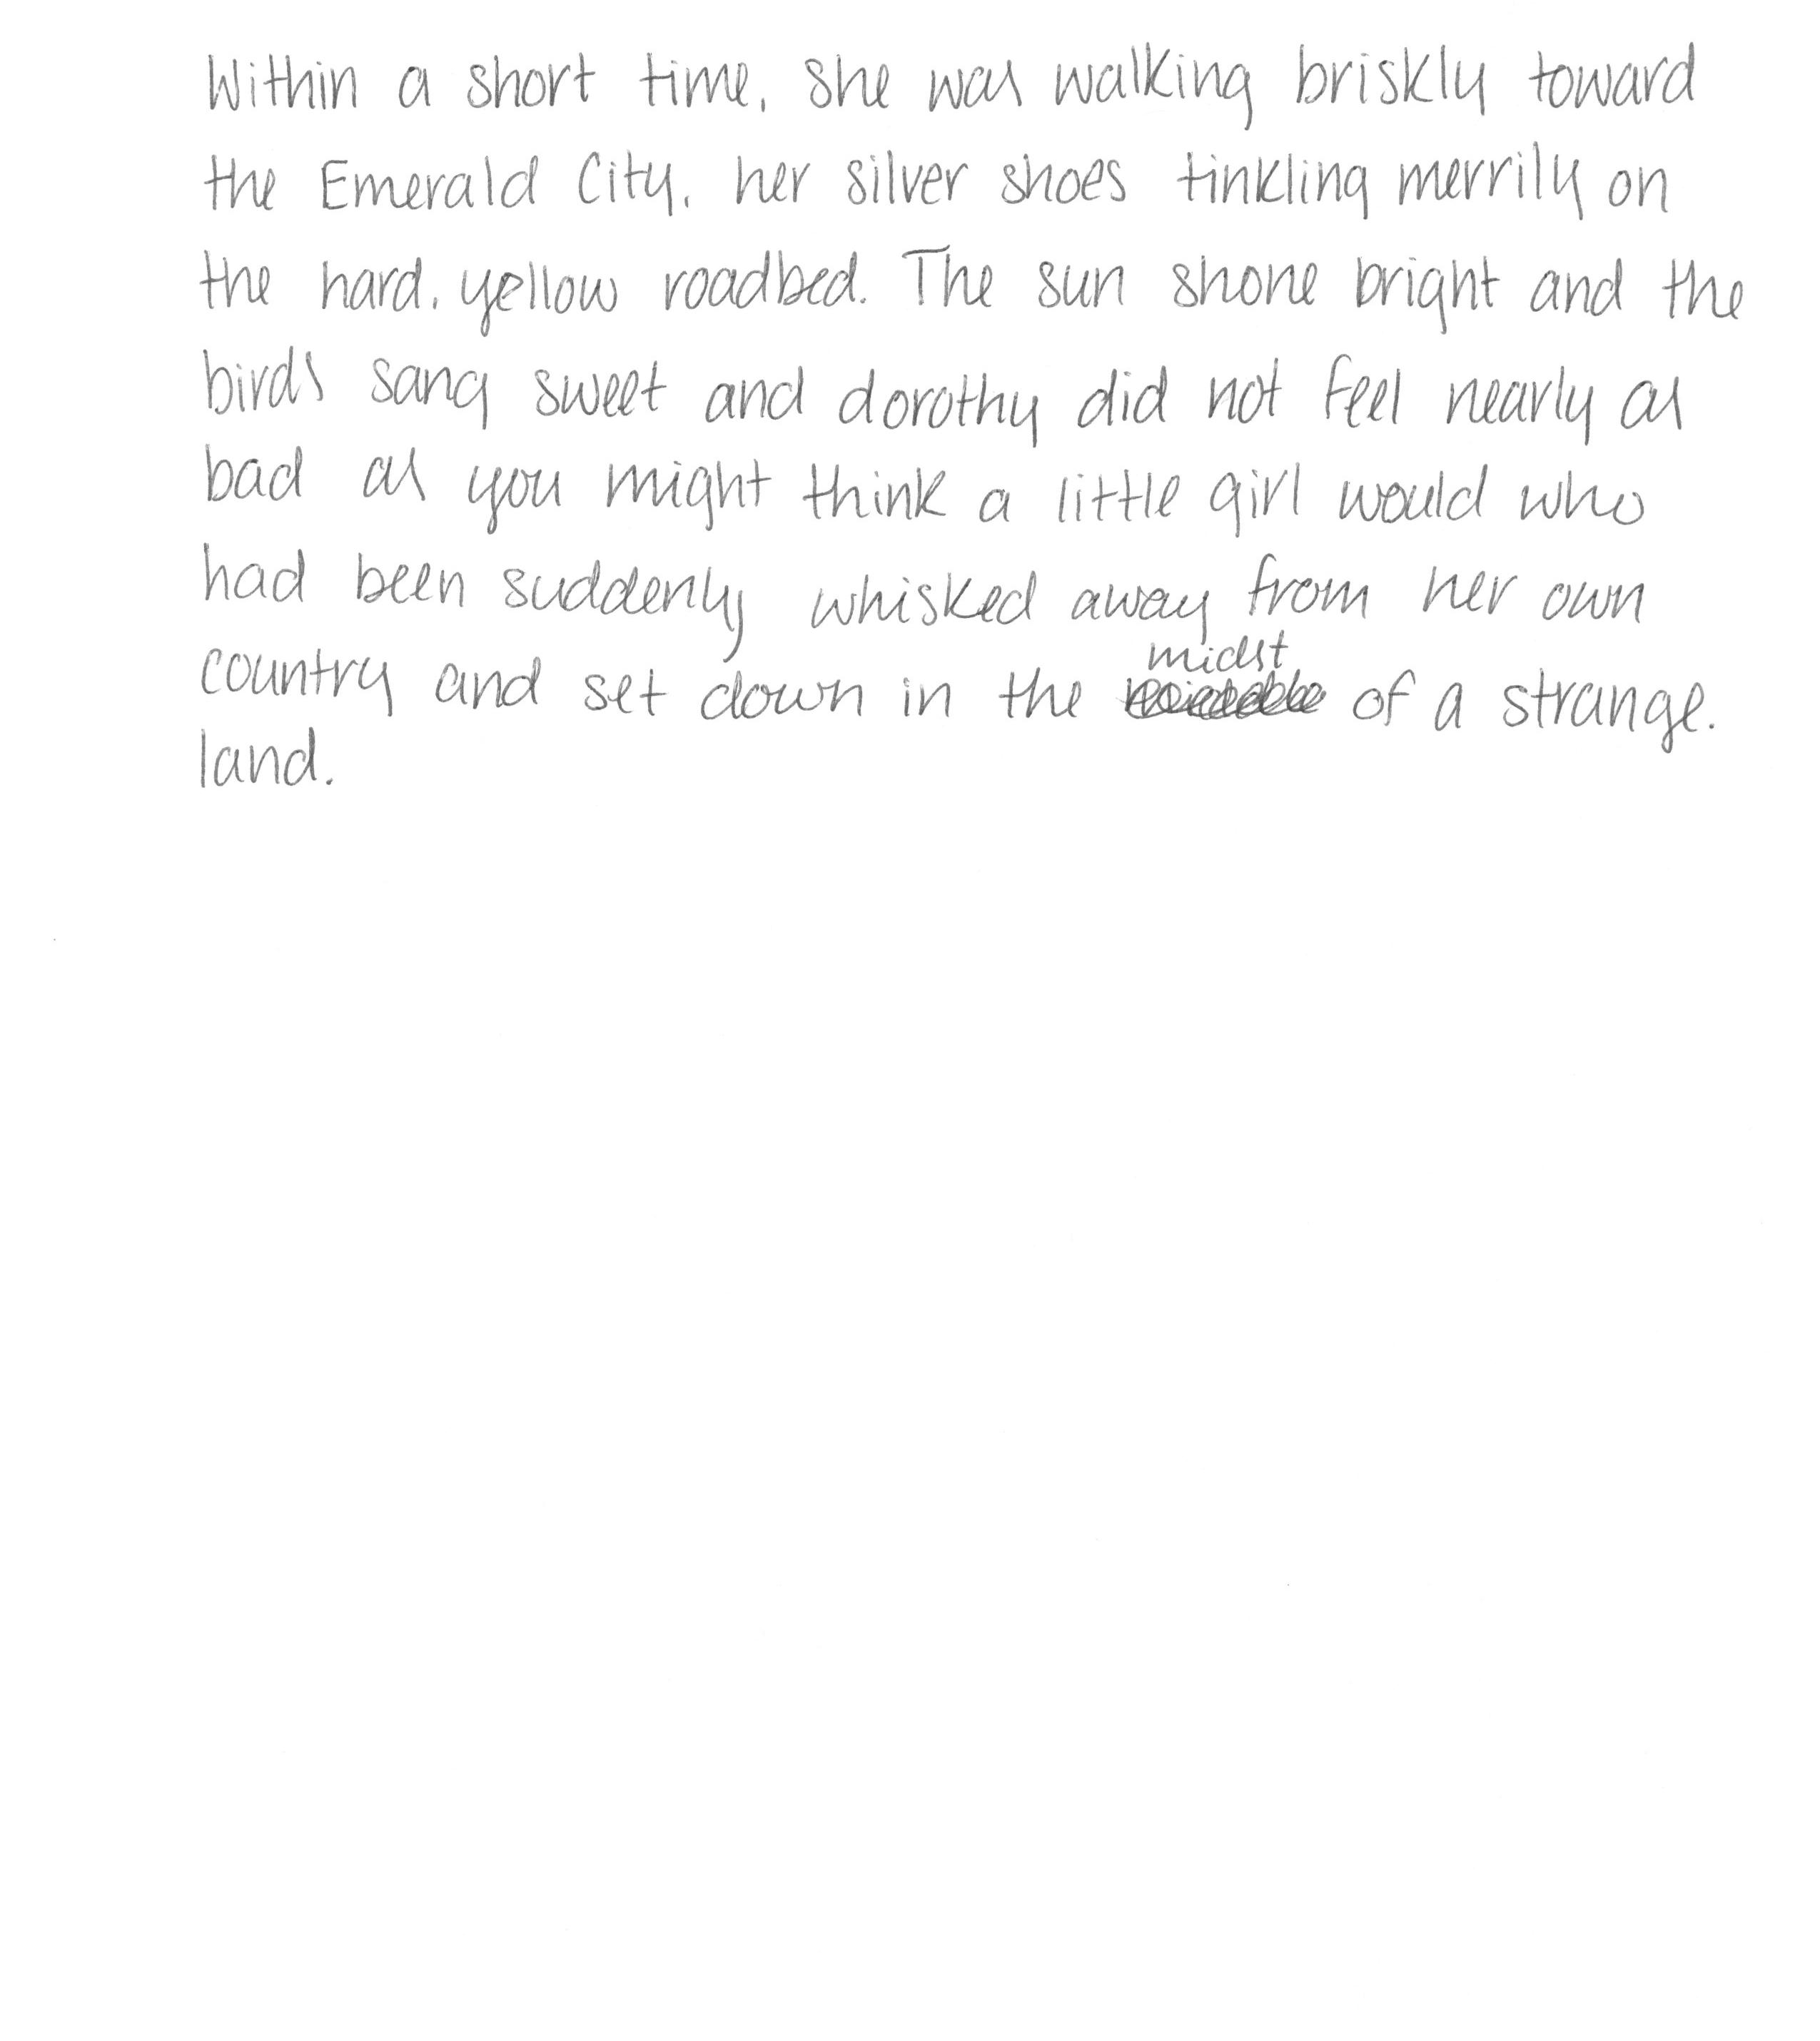 Within a short time, she was walking briskly toward
the Emerald City, her silver shoes tinkling merrily on
the hard, yellow roadbed. The sun shone bright and the
birds sang sweet and dorothy did not feel nearly as
bad as you might think a little girl would who
had been suddenly whisked away from her own
midst
country and set down in the of a strange.
land.